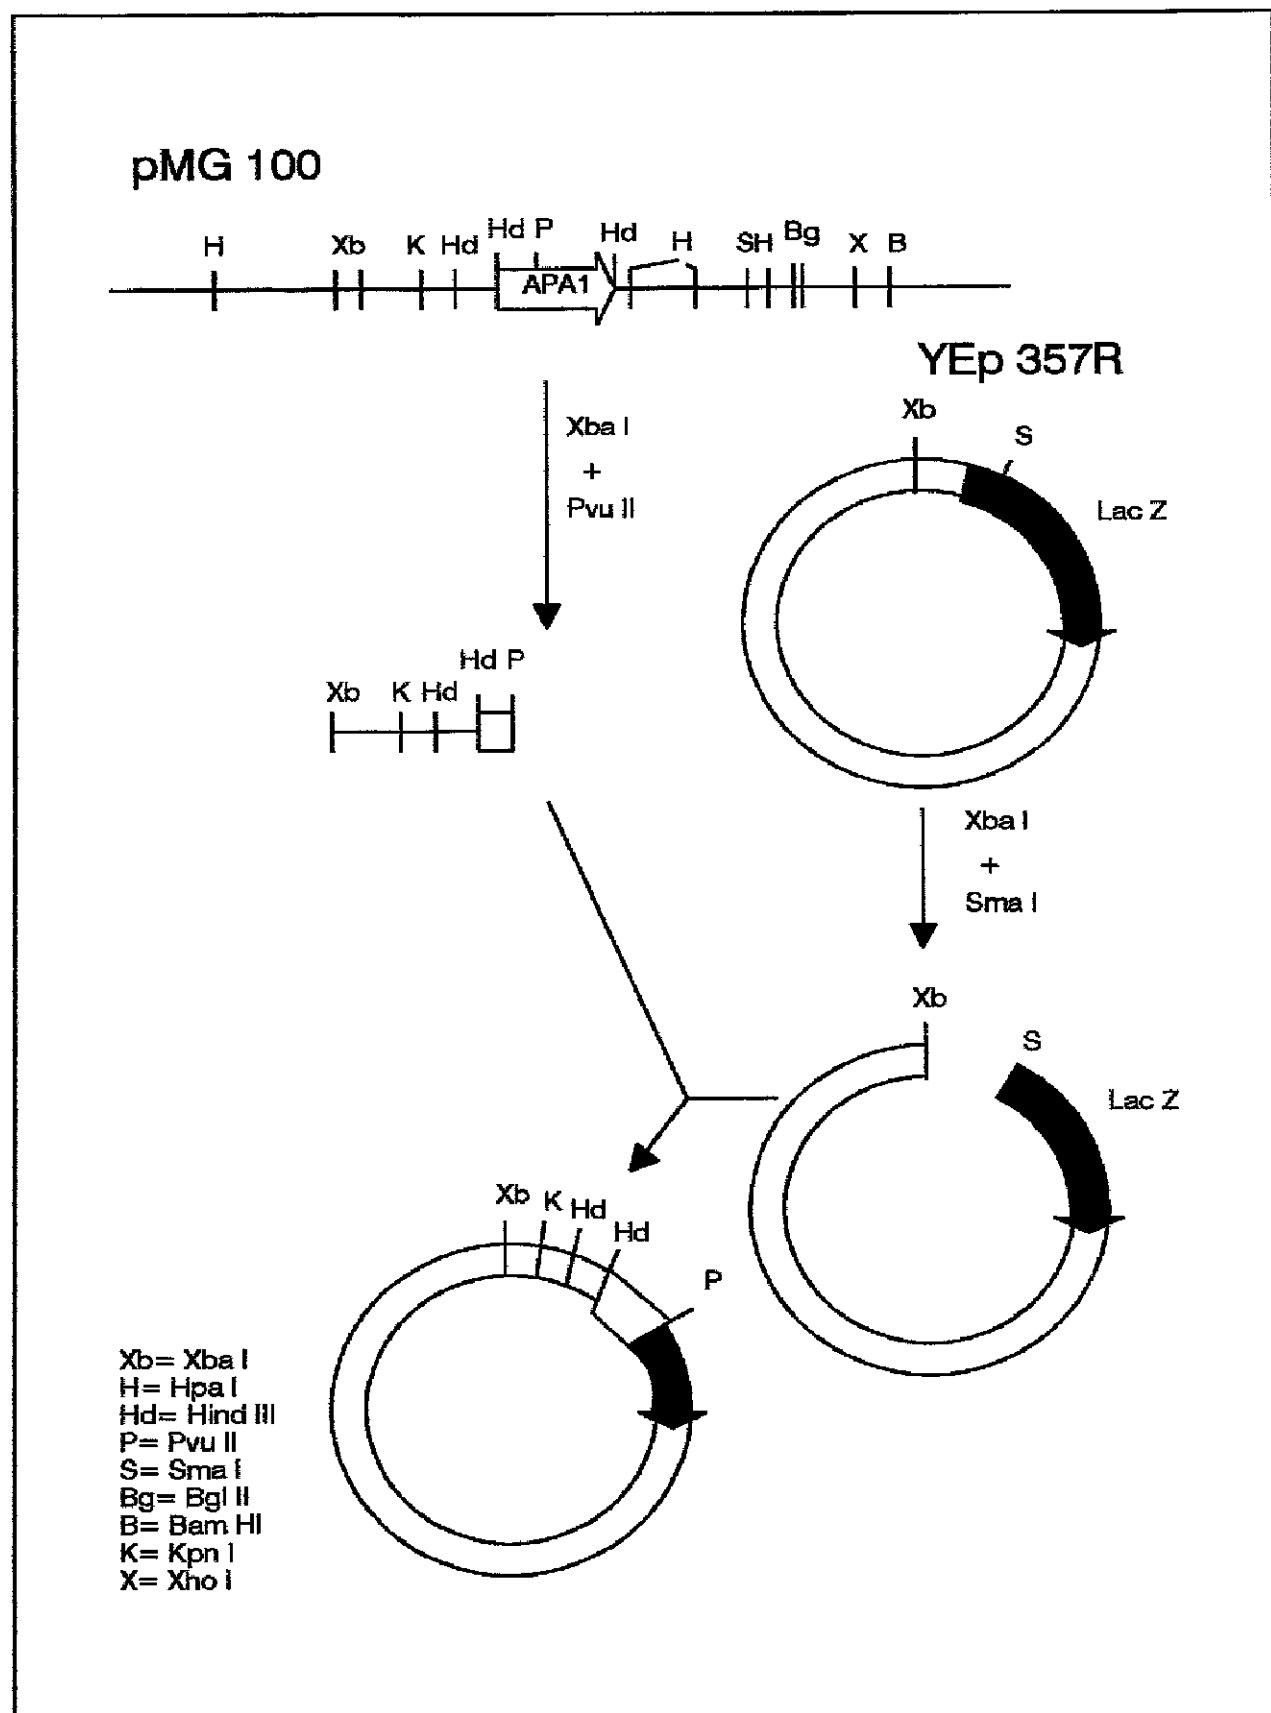 pMG 100
H Xb K Hd Hd P Hd H SH Bg X B
APA1
YEp 357R
Xb
S
Lac Z
Xba I
+
Pvu II
Hd P
Xb K Hd
Xba I
+
Sma I
Xb
S
Lac Z
Xb K Hd Hd
P
Xb= Xba I
H= Hpa I
Hd= Hind III
P= Pvu II
S= Sma I
Bg= Bgl II
B= Bam HI
K= Kpn I
X= Xho I